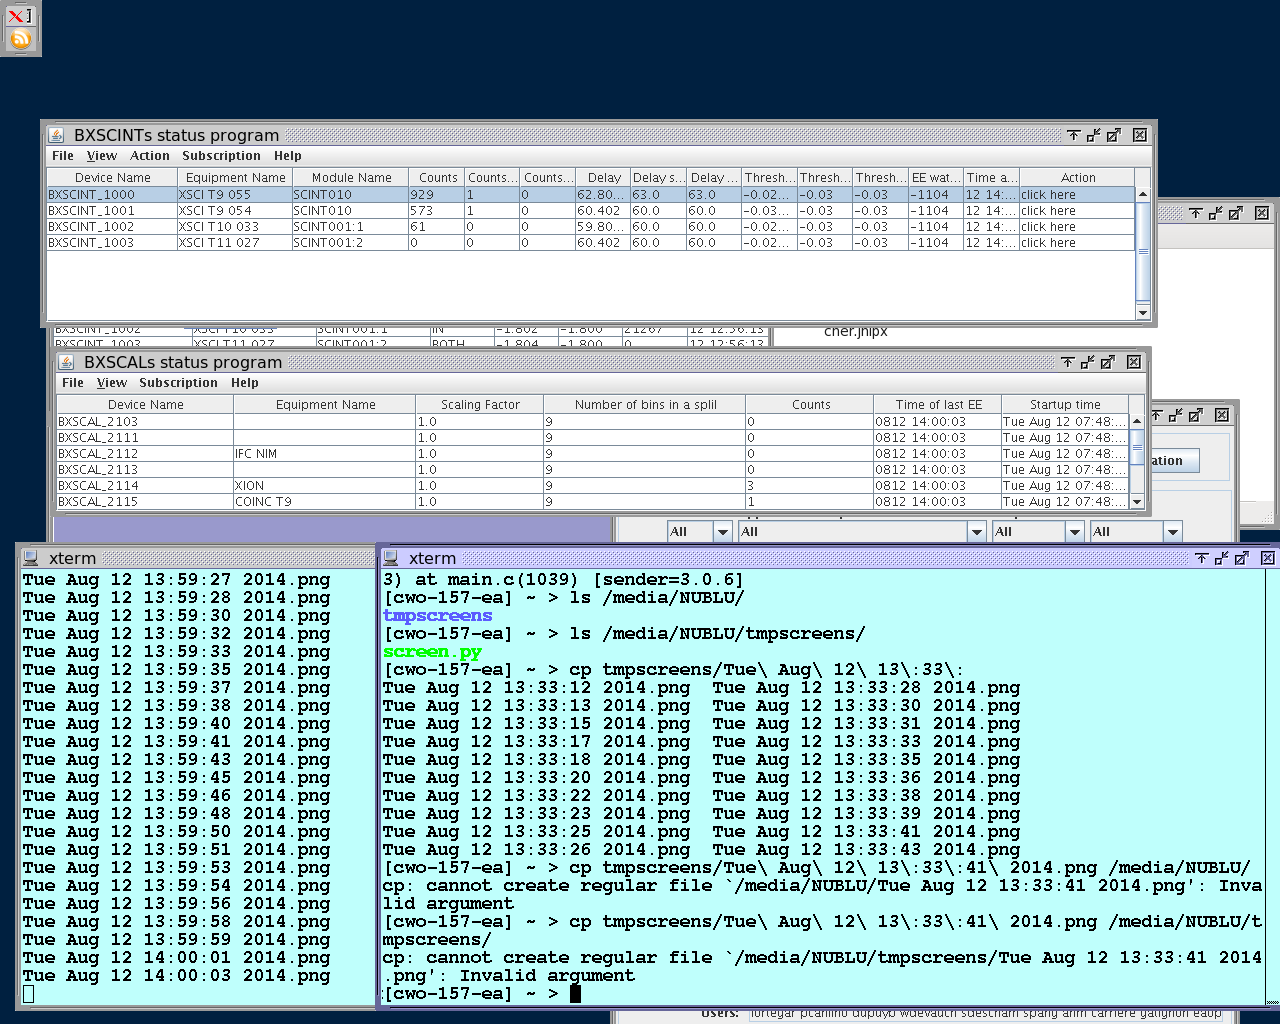 BXSCINTs status program
File View Action Subscription Help
Device Name Equipment Name Module Name Counts Counts... Counts... Delay Delay s... Delay ... Thresh... Thresh... Thresh... EE wat... Time a... Action
BXSCINT_1000 XSCI T9 055 SCINT010 929 1 0 62.80... 63.0 63.0 -0.02... -0.03 -0.03 -1104 12 14:... click here
BXSCINT_1001 XSCI T9 054 SCINT010 573 1 0 60.402 60.0 60.0 -0.03... -0.03 -0.03 -1104 12 14:... click here
BXSCINT_1002 XSCI T10 033 SCINT001:1 61 0 0 59.80... 60.0 60.0 -0.02... -0.03 -0.03 -1104 12 14:... click here
BXSCINT_1003 XSCI T11 027 SCINT001:2 0 0 0 60.402 60.0 60.0 -0.02... -0.03 -0.03 -1104 12 14:... click here
BXSCINT_1002 XSCI T10 033 SCINT001:1 IN -1.802 -1.800 21267 12 12:56:13
cher.jnlpx
BXSCINT_1003 XSCI T11 027 SCINT001:2 BOTH -1.804 -1.800 0 12 12:56:13
BXSCALs status program
File View Subscription Help
Device Name Equipment Name Scaling Factor Number of bins in a splil Counts Time of last EE Startup time
BXSCAL_2103 1.0 9 0 0812 14:00:03 Tue Aug 12 07:48:...
BXSCAL_2111 1.0 9 0 0812 14:00:03 Tue Aug 12 07:48:...
BXSCAL_2112 IFC NIM 1.0 9 0 0812 14:00:03 Tue Aug 12 07:48:...
BXSCAL_2113 1.0 9 0 0812 14:00:03 Tue Aug 12 07:48:...
BXSCAL_2114 XION 1.0 9 3 0812 14:00:03 Tue Aug 12 07:48:...
BXSCAL_2115 COINC T9 1.0 9 1 0812 14:00:03 Tue Aug 12 07:48:...
ation
All All All All
xterm
Tue Aug 12 13:59:27 2014.png
Tue Aug 12 13:59:28 2014.png
Tue Aug 12 13:59:30 2014.png
Tue Aug 12 13:59:32 2014.png
Tue Aug 12 13:59:33 2014.png
Tue Aug 12 13:59:35 2014.png
Tue Aug 12 13:59:37 2014.png
Tue Aug 12 13:59:38 2014.png
Tue Aug 12 13:59:40 2014.png
Tue Aug 12 13:59:41 2014.png
Tue Aug 12 13:59:43 2014.png
Tue Aug 12 13:59:45 2014.png
Tue Aug 12 13:59:46 2014.png
Tue Aug 12 13:59:48 2014.png
Tue Aug 12 13:59:50 2014.png
Tue Aug 12 13:59:51 2014.png
Tue Aug 12 13:59:53 2014.png
Tue Aug 12 13:59:54 2014.png
Tue Aug 12 13:59:56 2014.png
Tue Aug 12 13:59:58 2014.png
Tue Aug 12 13:59:59 2014.png
Tue Aug 12 14:00:01 2014.png
Tue Aug 12 14:00:03 2014.png
xterm
3) at main.c(1039) [sender=3.0.6]
[cwo-157-ea] ~ > ls /media/NUBLU/
tmpscreens
[cwo-157-ea] ~ > ls /media/NUBLU/tmpscreens/
screen.py
[cwo-157-ea] ~ > cp tmpscreens/Tue\ Aug\ 12\ 13\:33\:
Tue Aug 12 13:33:12 2014.png  Tue Aug 12 13:33:28 2014.png
Tue Aug 12 13:33:13 2014.png  Tue Aug 12 13:33:30 2014.png
Tue Aug 12 13:33:15 2014.png  Tue Aug 12 13:33:31 2014.png
Tue Aug 12 13:33:17 2014.png  Tue Aug 12 13:33:33 2014.png
Tue Aug 12 13:33:18 2014.png  Tue Aug 12 13:33:35 2014.png
Tue Aug 12 13:33:20 2014.png  Tue Aug 12 13:33:36 2014.png
Tue Aug 12 13:33:22 2014.png  Tue Aug 12 13:33:38 2014.png
Tue Aug 12 13:33:23 2014.png  Tue Aug 12 13:33:39 2014.png
Tue Aug 12 13:33:25 2014.png  Tue Aug 12 13:33:41 2014.png
Tue Aug 12 13:33:26 2014.png  Tue Aug 12 13:33:43 2014.png
[cwo-157-ea] ~ > cp tmpscreens/Tue\ Aug\ 12\ 13\:33\:41\ 2014.png /media/NUBLU/
cp: cannot create regular file `/media/NUBLU/Tue Aug 12 13:33:41 2014.png': Inva
lid argument
[cwo-157-ea] ~ > cp tmpscreens/Tue\ Aug\ 12\ 13\:33\:41\ 2014.png /media/NUBLU/t
mpscreens/
cp: cannot create regular file `/media/NUBLU/tmpscreens/Tue Aug 12 13:33:41 2014
.png': Invalid argument
[cwo-157-ea] ~ >
Users: